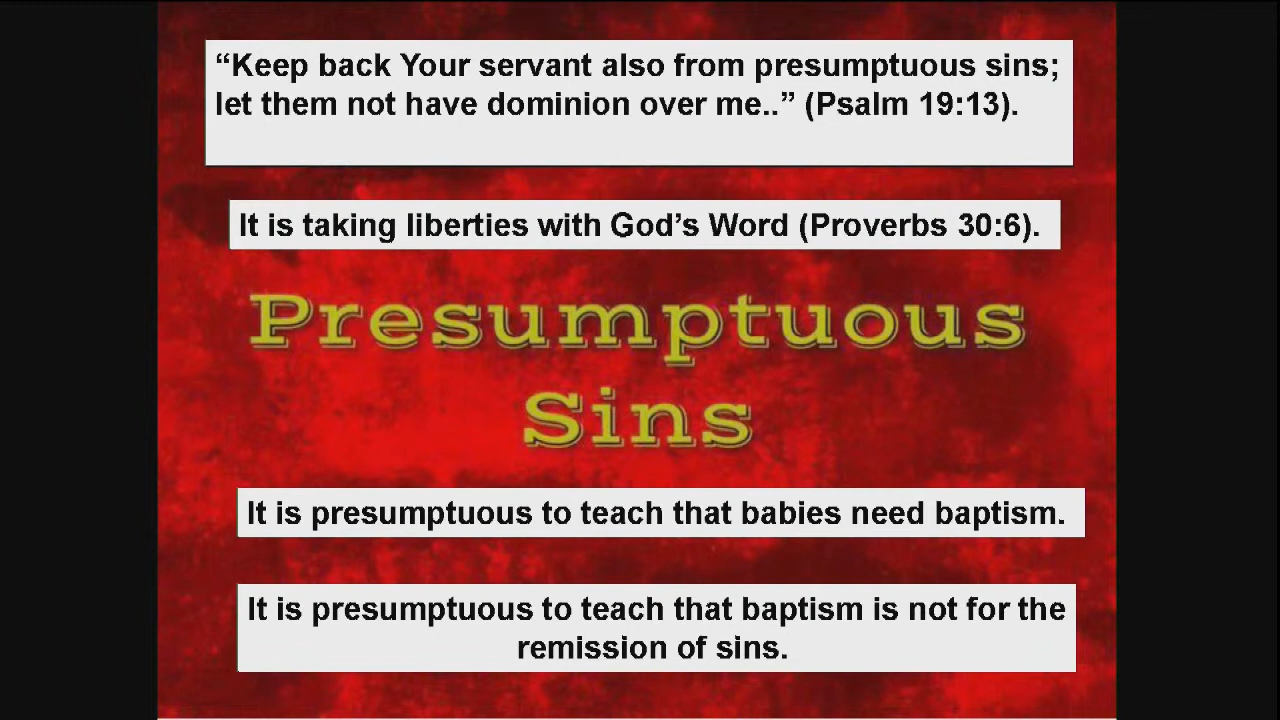 “Keep back Your servant also from presumptuous sins;
let them not have dominion over me..” (Psalm 19:13).
It is taking liberties with God’s Word (Proverbs 30:6).
Presumptuous
Sins
It is presumptuous to teach that babies need baptism.
It is presumptuous to teach that baptism is not for the
remission of sins.